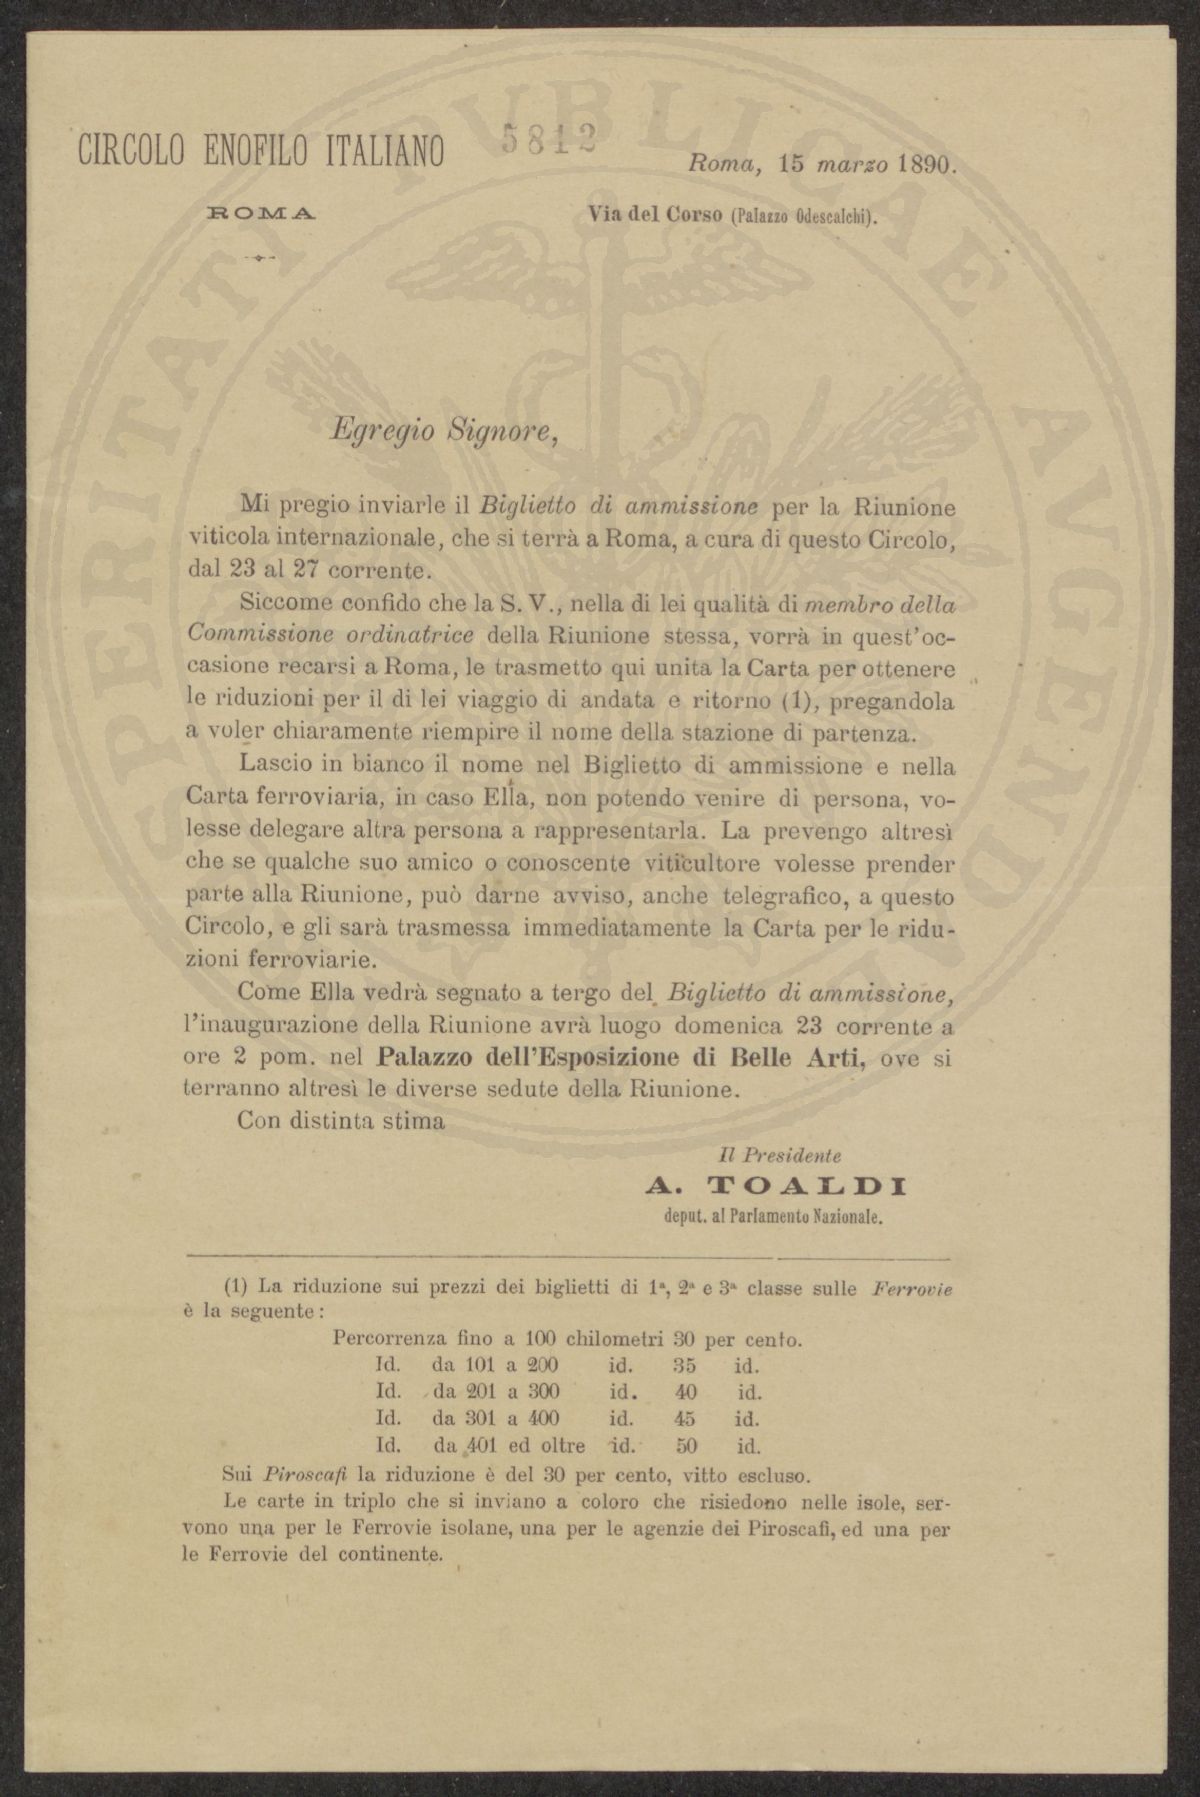 CIRCOLO ENOFILO ITALIANO
5812
Roma, 15 marzo 1890.
ROMA
Via del Corso (Palazzo Odescalchi).
Egregio Signore,
Mi pregio inviarle il Biglietto di ammissione per la Riunione
viticola internazionale, che si terrà a Roma, a cura di questo Circolo,
dal 23 al 27 corrente.
Siccome confido che la S. V., nella di lei qualità di membro della
Commissione ordinatrice della Riunione stessa, vorrà in quest'oc-
casione recarsi a Roma, le trasmetto qui unita la Carta per ottenere
le riduzioni per il di lei viaggio di andata e ritorno (1), pregandola
a voler chiaramente riempire il nome della stazione di partenza.
Lascio in bianco il nome nel Biglietto di ammissione e nella
Carta ferroviaria, in caso Ella, non potendo venire di persona, vo-
lesse delegare altra persona a rappresentarla. La prevengo altresì
che se qualche suo amico o conoscente viticultore volesse prender
parte alla Riunione, può darne avviso, anche telegrafico, a questo
Circolo, e gli sarà trasmessa immediatamente la Carta per le ridu-
zioni ferroviarie.
Come Ella vedrà segnato a tergo del Biglietto di ammissione,
l'inaugurazione della Riunione avrà luogo domenica 23 corrente a
ore 2 pom. nel Palazzo dell'Esposizione di Belle Arti, ove si
terranno altresì le diverse sedute della Riunione.
Con distinta stima
Il Presidente
A. TOALDI
deput. al Parlamento Nazionale.
(1) La riduzione sui prezzi dei biglietti di 1ª, 2ª e 3ª classe sulle Ferrovie
è la seguente:
Percorrenza fino a 100 chilometri 30 per cento.
Id. da 101 a 200 id. 35 id.
Id. da 201 a 300 id. 40 id.
Id. da 301 a 400 id. 45 id.
Id. da 401 ed oltre id. 50 id.
Sui Piroscafi la riduzione è del 30 per cento, vitto escluso.
Le carte in triplo che si inviano a coloro che risiedono nelle isole, ser-
vono una per le Ferrovie isolane, una per le agenzie dei Piroscafi, ed una per
le Ferrovie del continente.
PROSPERITATI PVBLICAE AVGENDAE